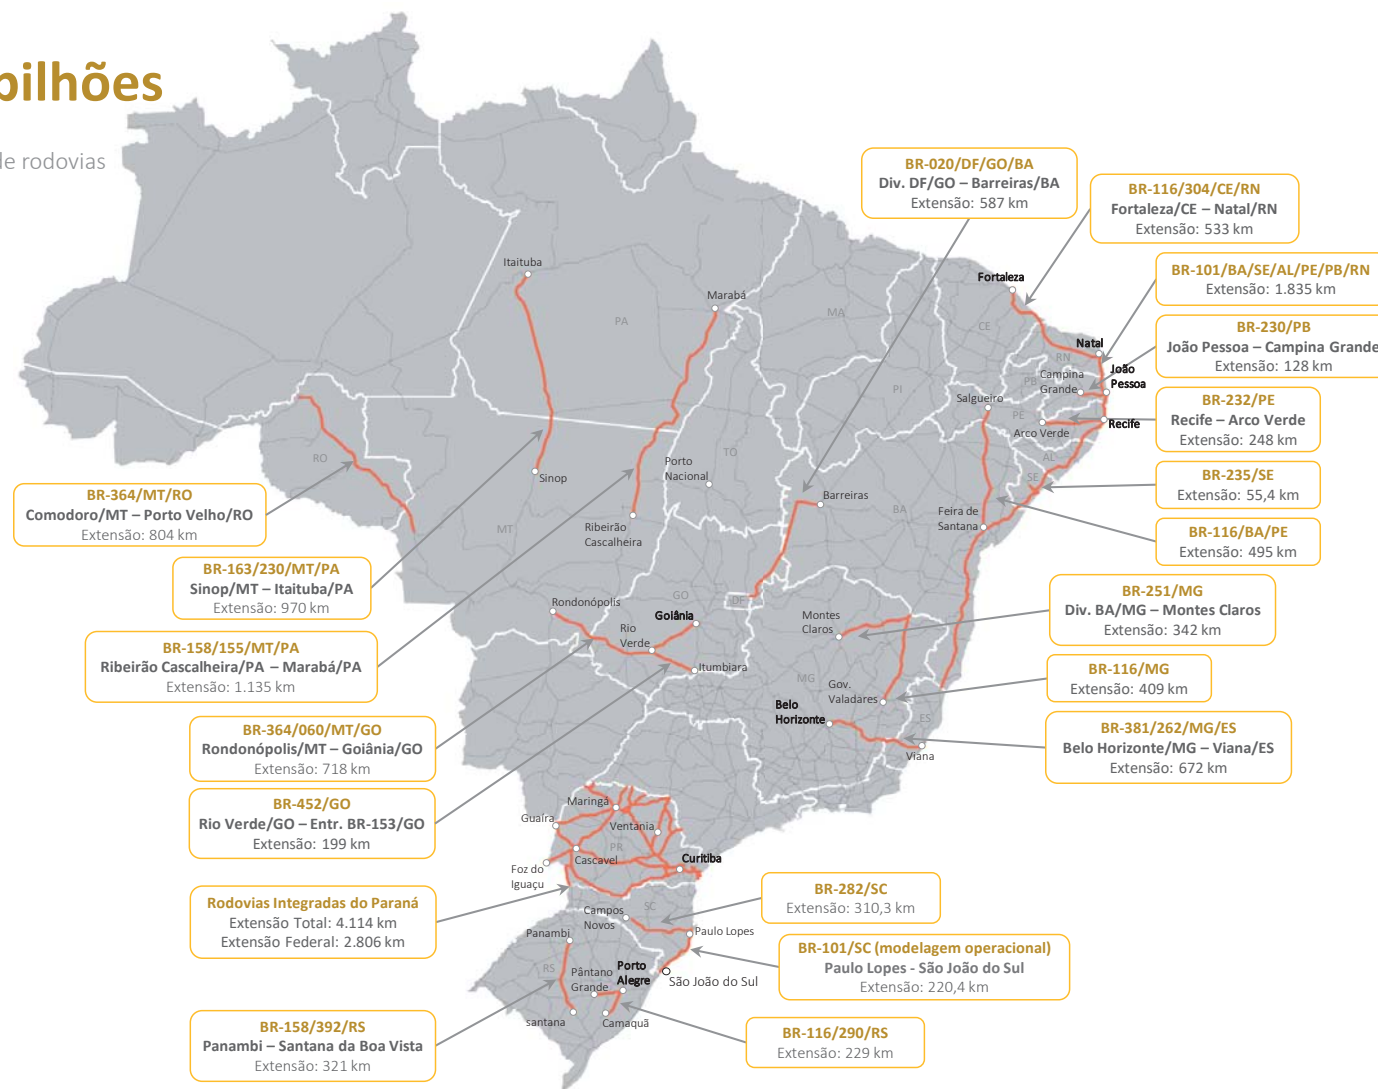 bilhões
de rodovias
BR-020/DF/GO/BA
Div. DF/GO – Barreiras/BA
Extensão: 587 km
BR-116/304/CE/RN
Fortaleza/CE – Natal/RN
Extensão: 533 km
BR-101/BA/SE/AL/PE/PB/RN
Extensão: 1.835 km
BR-230/PB
João Pessoa – Campina Grande
Extensão: 128 km
BR-232/PE
Recife – Arco Verde
Extensão: 248 km
BR-235/SE
Extensão: 55,4 km
BR-116/BA/PE
Extensão: 495 km
BR-251/MG
Div. BA/MG – Montes Claros
Extensão: 342 km
BR-116/MG
Extensão: 409 km
BR-381/262/MG/ES
Belo Horizonte/MG – Viana/ES
Extensão: 672 km
BR-364/MT/RO
Comodoro/MT – Porto Velho/RO
Extensão: 804 km
BR-163/230/MT/PA
Sinop/MT – Itaituba/PA
Extensão: 970 km
BR-158/155/MT/PA
Ribeirão Cascalheira/PA – Marabá/PA
Extensão: 1.135 km
BR-364/060/MT/GO
Rondonópolis/MT – Goiânia/GO
Extensão: 718 km
BR-452/GO
Rio Verde/GO – Entr. BR-153/GO
Extensão: 199 km
Rodovias Integradas do Paraná
Extensão Total: 4.114 km
Extensão Federal: 2.806 km
BR-158/392/RS
Panambi – Santana da Boa Vista
Extensão: 321 km
BR-282/SC
Extensão: 310,3 km
BR-101/SC (modelagem operacional)
Paulo Lopes - São João do Sul
Extensão: 220,4 km
BR-116/290/RS
Extensão: 229 km
Itaituba
Marabá
Fortaleza
PA
MA
CE
Natal
RN
Campina
Grande
PB
João
Pessoa
PI
Salgueiro
PE
Arco Verde
Recife
AL
SE
RO
Sinop
Porto
Nacional
TO
Barreiras
BA
Feira de
Santana
MT
Ribeirão
Cascalheira
Rondonópolis
GO
DF
Goiânia
Rio
Verde
Itumbiara
Montes
Claros
MG
Gov.
Valadares
Belo
Horizonte
ES
Viana
Maringá
Guaíra
Ventania
PR
Cascavel
Curitiba
Foz do
Iguaçu
Campos
Novos
SC
Paulo Lopes
Panambi
RS
Pântano
Grande
Porto
Alegre
São João do Sul
santana
Camaquã